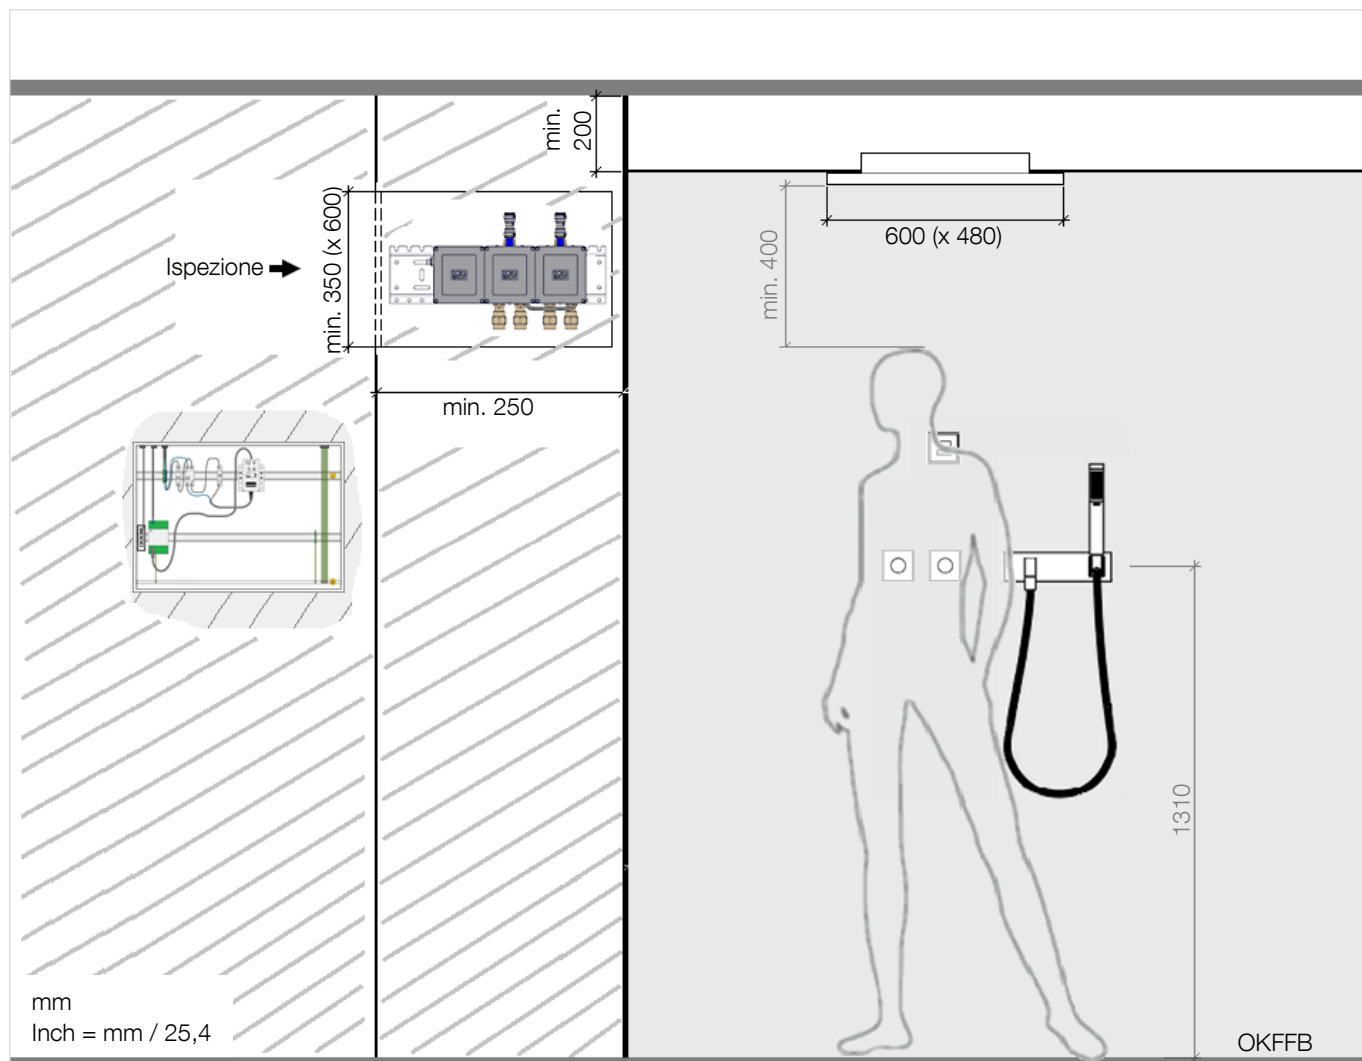 min.
200
600 (x 480)
min. 400
Ispezione
min. 350 (x 600)
min. 250
1310
mm
Inch = mm / 25,4
OKFFB